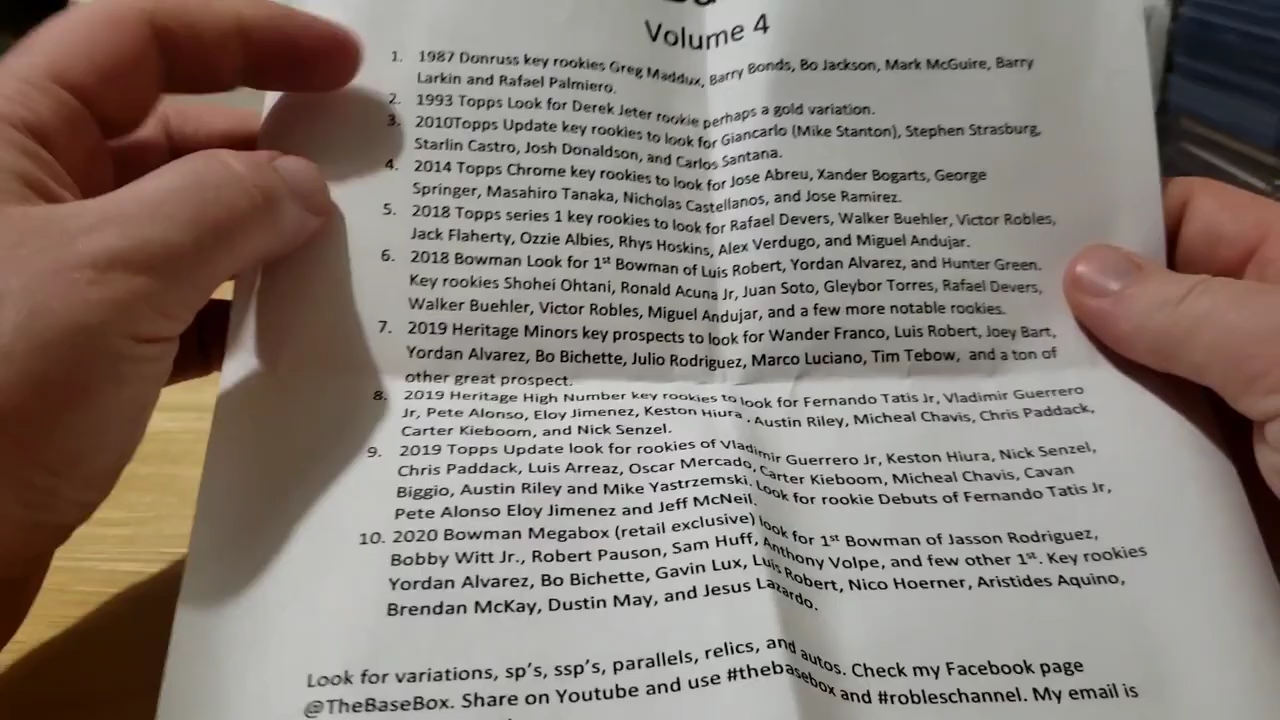 Volume 4
1. 1987 Donruss key rookies Greg Maddux, Barry Bonds, Bo Jackson, Mark McGuire, Barry
Larkin and Rafael Palmiero.
2. 1993 Topps Look for Derek Jeter rookie perhaps a gold variation.
3. 2010Topps Update key rookies to look for Giancarlo (Mike Stanton), Stephen Strasburg,
Starlin Castro, Josh Donaldson, and Carlos Santana.
4. 2014 Topps Chrome key rookies to look for Jose Abreu, Xander Bogarts, George
Springer, Masahiro Tanaka, Nicholas Castellanos, and Jose Ramirez.
5. 2018 Topps series 1 key rookies to look for Rafael Devers, Walker Buehler, Victor Robles,
Jack Flaherty, Ozzie Albies, Rhys Hoskins, Alex Verdugo, and Miguel Andujar.
6. 2018 Bowman Look for 1st Bowman of Luis Robert, Yordan Alvarez, and Hunter Green.
Key rookies Shohei Ohtani, Ronald Acuna Jr, Juan Soto, Gleybor Torres, Rafael Devers,
Walker Buehler, Victor Robles, Miguel Andujar, and a few more notable rookies.
7. 2019 Heritage Minors key prospects to look for Wander Franco, Luis Robert, Joey Bart,
Yordan Alvarez, Bo Bichette, Julio Rodriguez, Marco Luciano, Tim Tebow, and a ton of
other great prospect.
8. 2019 Heritage High Number key rookies to look for Fernando Tatis Jr, Vladimir Guerrero
Jr, Pete Alonso, Eloy Jimenez, Keston Hiura , Austin Riley, Micheal Chavis, Chris Paddack,
Carter Kieboom, and Nick Senzel.
9. 2019 Topps Update look for rookies of Vladimir Guerrero Jr, Keston Hiura, Nick Senzel,
Chris Paddack, Luis Arreaz, Oscar Mercado, Carter Kieboom, Micheal Chavis, Cavan
Biggio, Austin Riley and Mike Yastrzemski. Look for rookie Debuts of Fernando Tatis Jr,
Pete Alonso Eloy Jimenez and Jeff McNeil.
10. 2020 Bowman Megabox (retail exclusive) look for 1st Bowman of Jasson Rodriguez,
Bobby Witt Jr., Robert Pauson, Sam Huff, Anthony Volpe, and few other 1st. Key rookies
Yordan Alvarez, Bo Bichette, Gavin Lux, Luis Robert, Nico Hoerner, Aristides Aquino,
Brendan McKay, Dustin May, and Jesus Lazardo.
Look for variations, sp's, ssp's, parallels, relics, and autos. Check my Facebook page
@TheBaseBox. Share on Youtube and use #thebasebox and #robleschannel. My email is